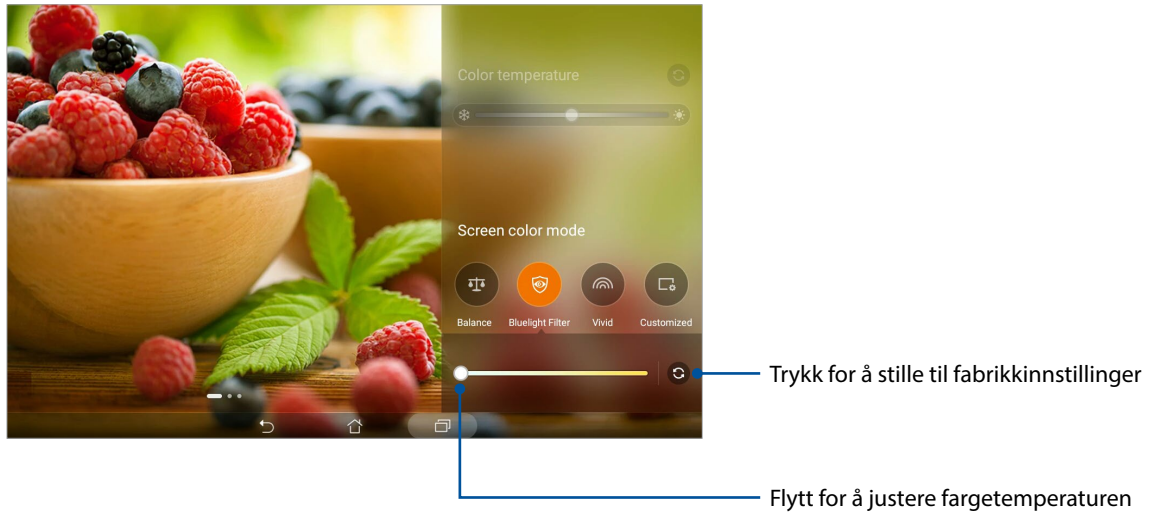 Color temperature
Screen color mode
Balance Bluelight Filter Vivid Customized
Trykk for å stille til fabrikkinnstillinger
Flytt for å justere fargetemperaturen